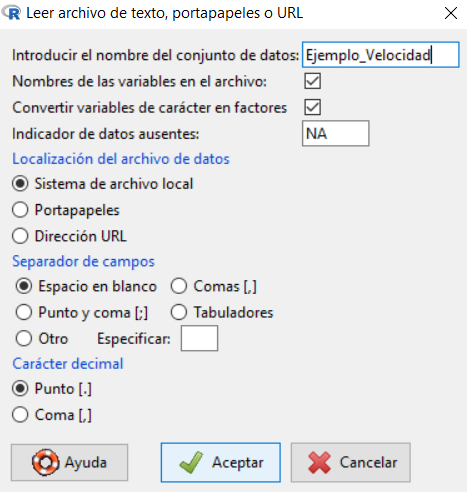 R Leer archivo de texto, portapapeles o URL
Introducir el nombre del conjunto de datos: Ejemplo_Velocidad
Nombres de las variables en el archivo:
Convertir variables de carácter en factores
Indicador de datos ausentes: NA
Localización del archivo de datos
Sistema de archivo local
Portapapeles
Dirección URL
Separador de campos
Espacio en blanco Comas [,]
Punto y coma [;] Tabuladores
Otro Especificar:
Carácter decimal
Punto [.]
Coma [,]
Ayuda Aceptar Cancelar